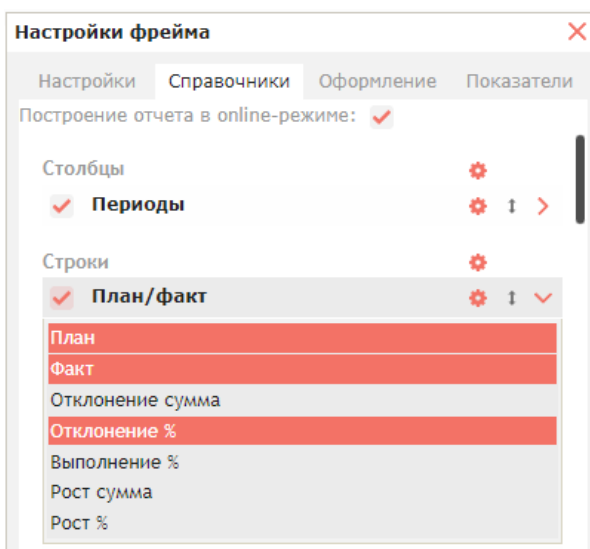 Настройки фрейма
Настройки Справочники Оформление Показатели
Построение отчета в online-режиме:
Столбцы
Периоды
Строки
План/факт
План
Факт
Отклонение сумма
Отклонение %
Выполнение %
Рост сумма
Рост %